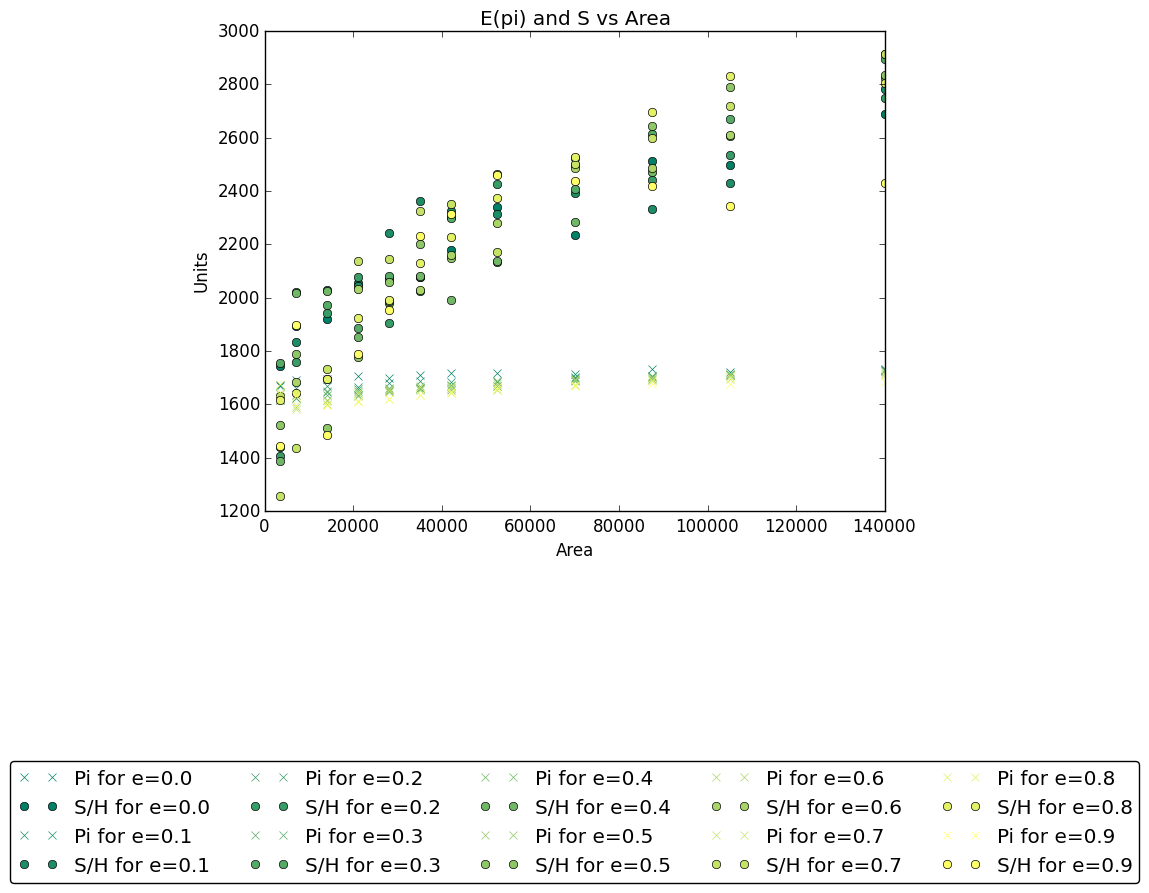 E(pi) and S vs Area
3000
2800
2600
2400
2200
2000
1800
1600
1400
1200
Units
0 20000 40000 60000 80000 100000 120000 140000
Area
Pi for e=0.0 Pi for e=0.2 Pi for e=0.4 Pi for e=0.6 Pi for e=0.8
S/H for e=0.0 S/H for e=0.2 S/H for e=0.4 S/H for e=0.6 S/H for e=0.8
Pi for e=0.1 Pi for e=0.3 Pi for e=0.5 Pi for e=0.7 Pi for e=0.9
S/H for e=0.1 S/H for e=0.3 S/H for e=0.5 S/H for e=0.7 S/H for e=0.9